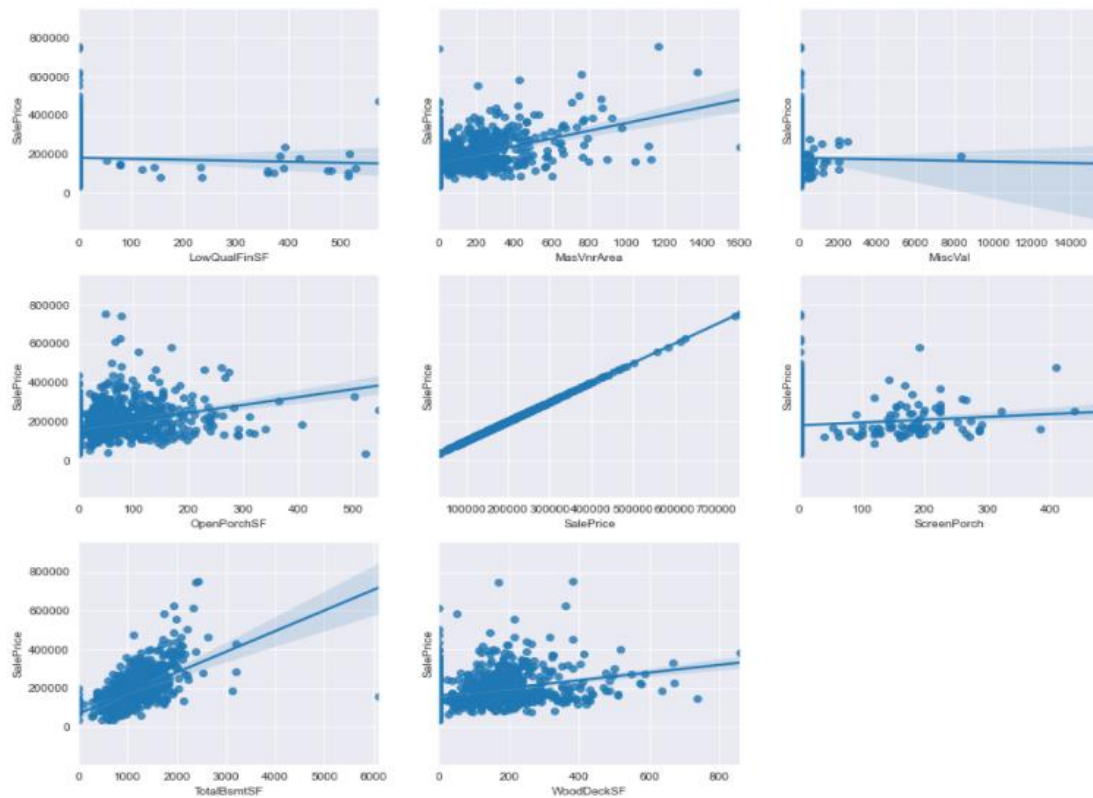 800000
600000
400000
200000
0
SalePrice
0 100 200 300 400 500
LowQualFinSF
SalePrice
0 200 400 600 800 1000 1200 1400 1600
MasVnrArea
SalePrice
0 2000 4000 6000 8000 10000 12000 14000
MiscVal
800000
600000
400000
200000
0
SalePrice
0 100 200 300 400 500
OpenPorchSF
SalePrice
100000 200000 300000 400000 500000 600000 700000
SalePrice
SalePrice
0 100 200 300 400
ScreenPorch
800000
600000
400000
200000
0
SalePrice
0 1000 2000 3000 4000 5000 6000
TotalBsmtSF
SalePrice
0 200 400 600 800
WoodDeckSF